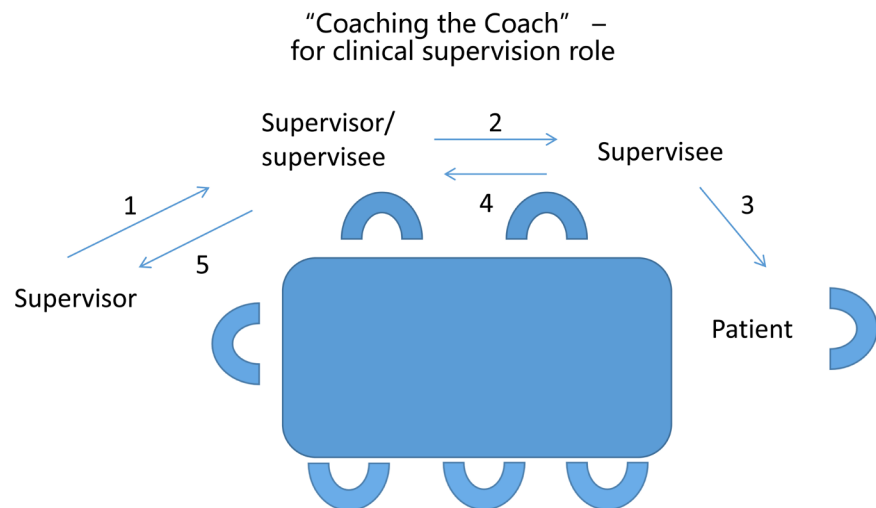 “Coaching the Coach” –
for clinical supervision role
Supervisor/
supervisee
2
Supervisee
1
4
3
5
Supervisor
Patient